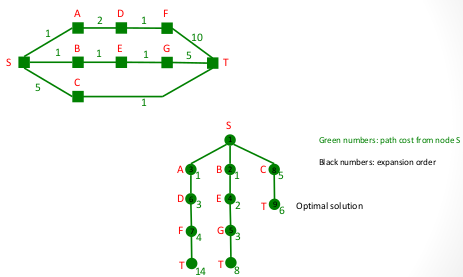 A D F
1 2 1 10
S B E G T
1 1 1 5
5 C
1
S
A 1 B 1 C 5
D 3 E 2 T 6 Optimal solution
F 4 G 3
T 14 T 8
Green numbers: path cost from node S
Black numbers: expansion order